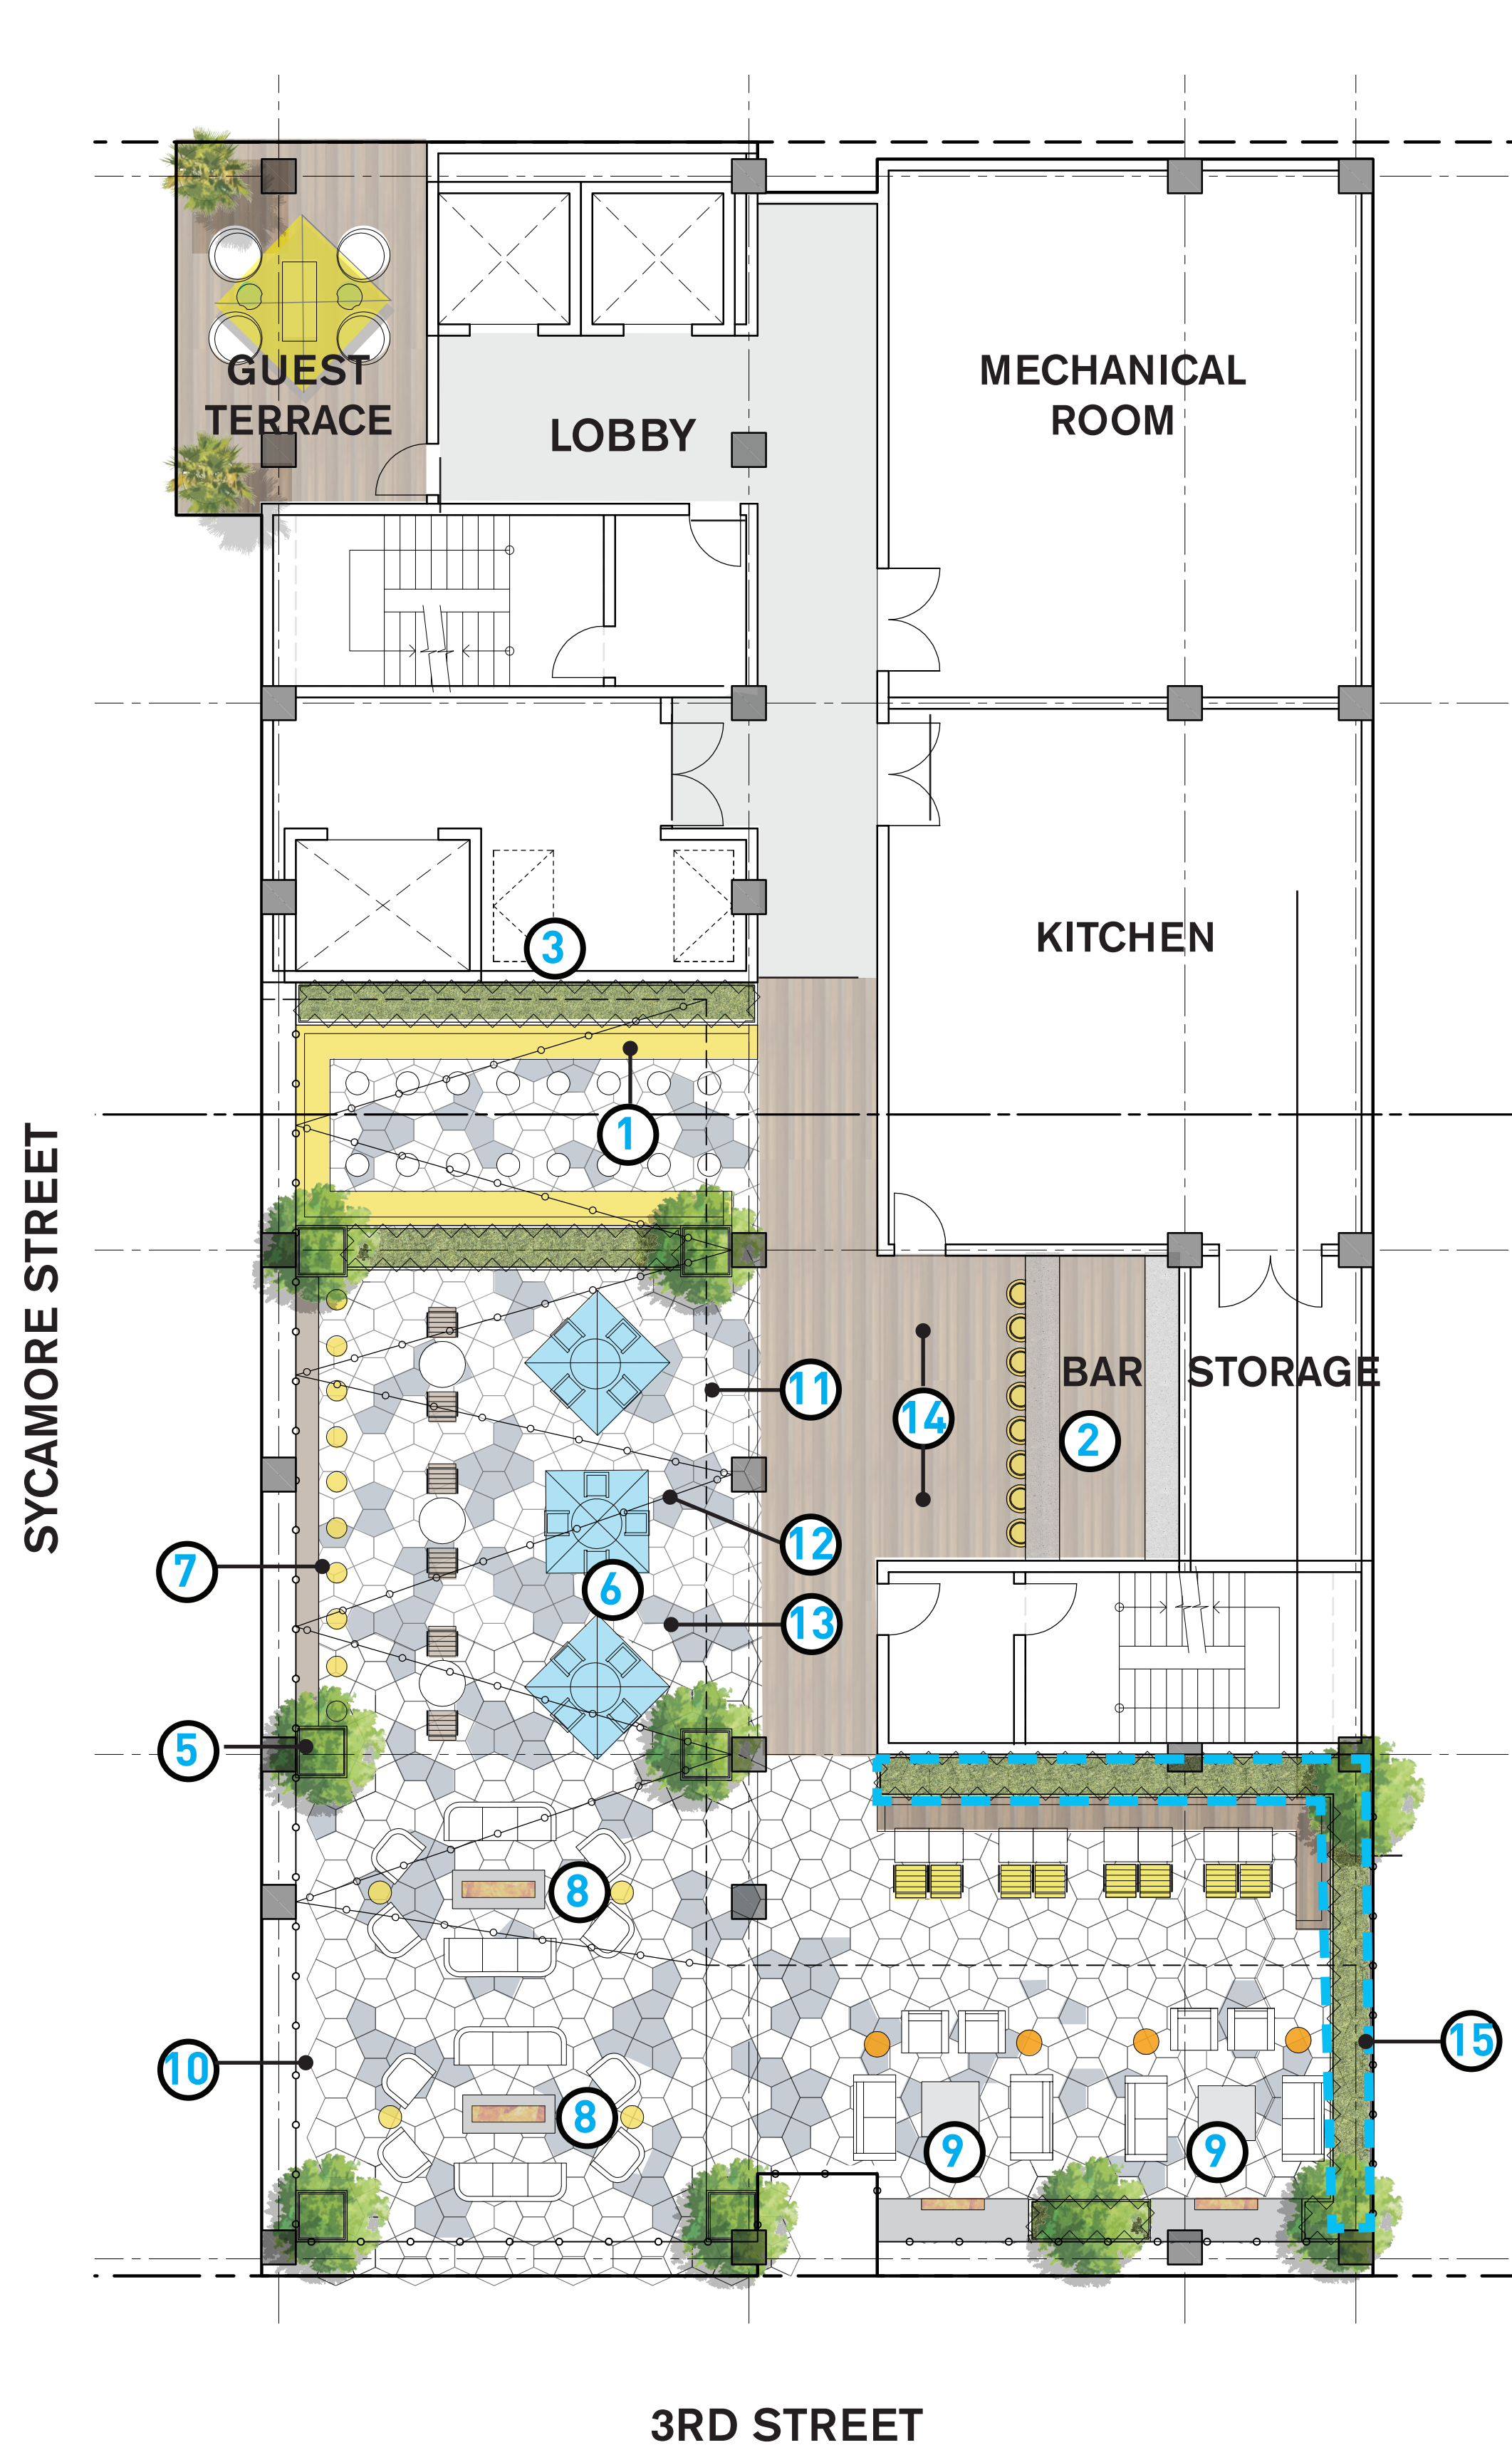 GUEST
TERRACE
LOBBY
MECHANICAL
ROOM
3
KITCHEN
1
SYCAMORE STREET
11
14
BAR
STORAGE
2
12
7
6
13
5
8
10
15
8
9
9
3RD STREET